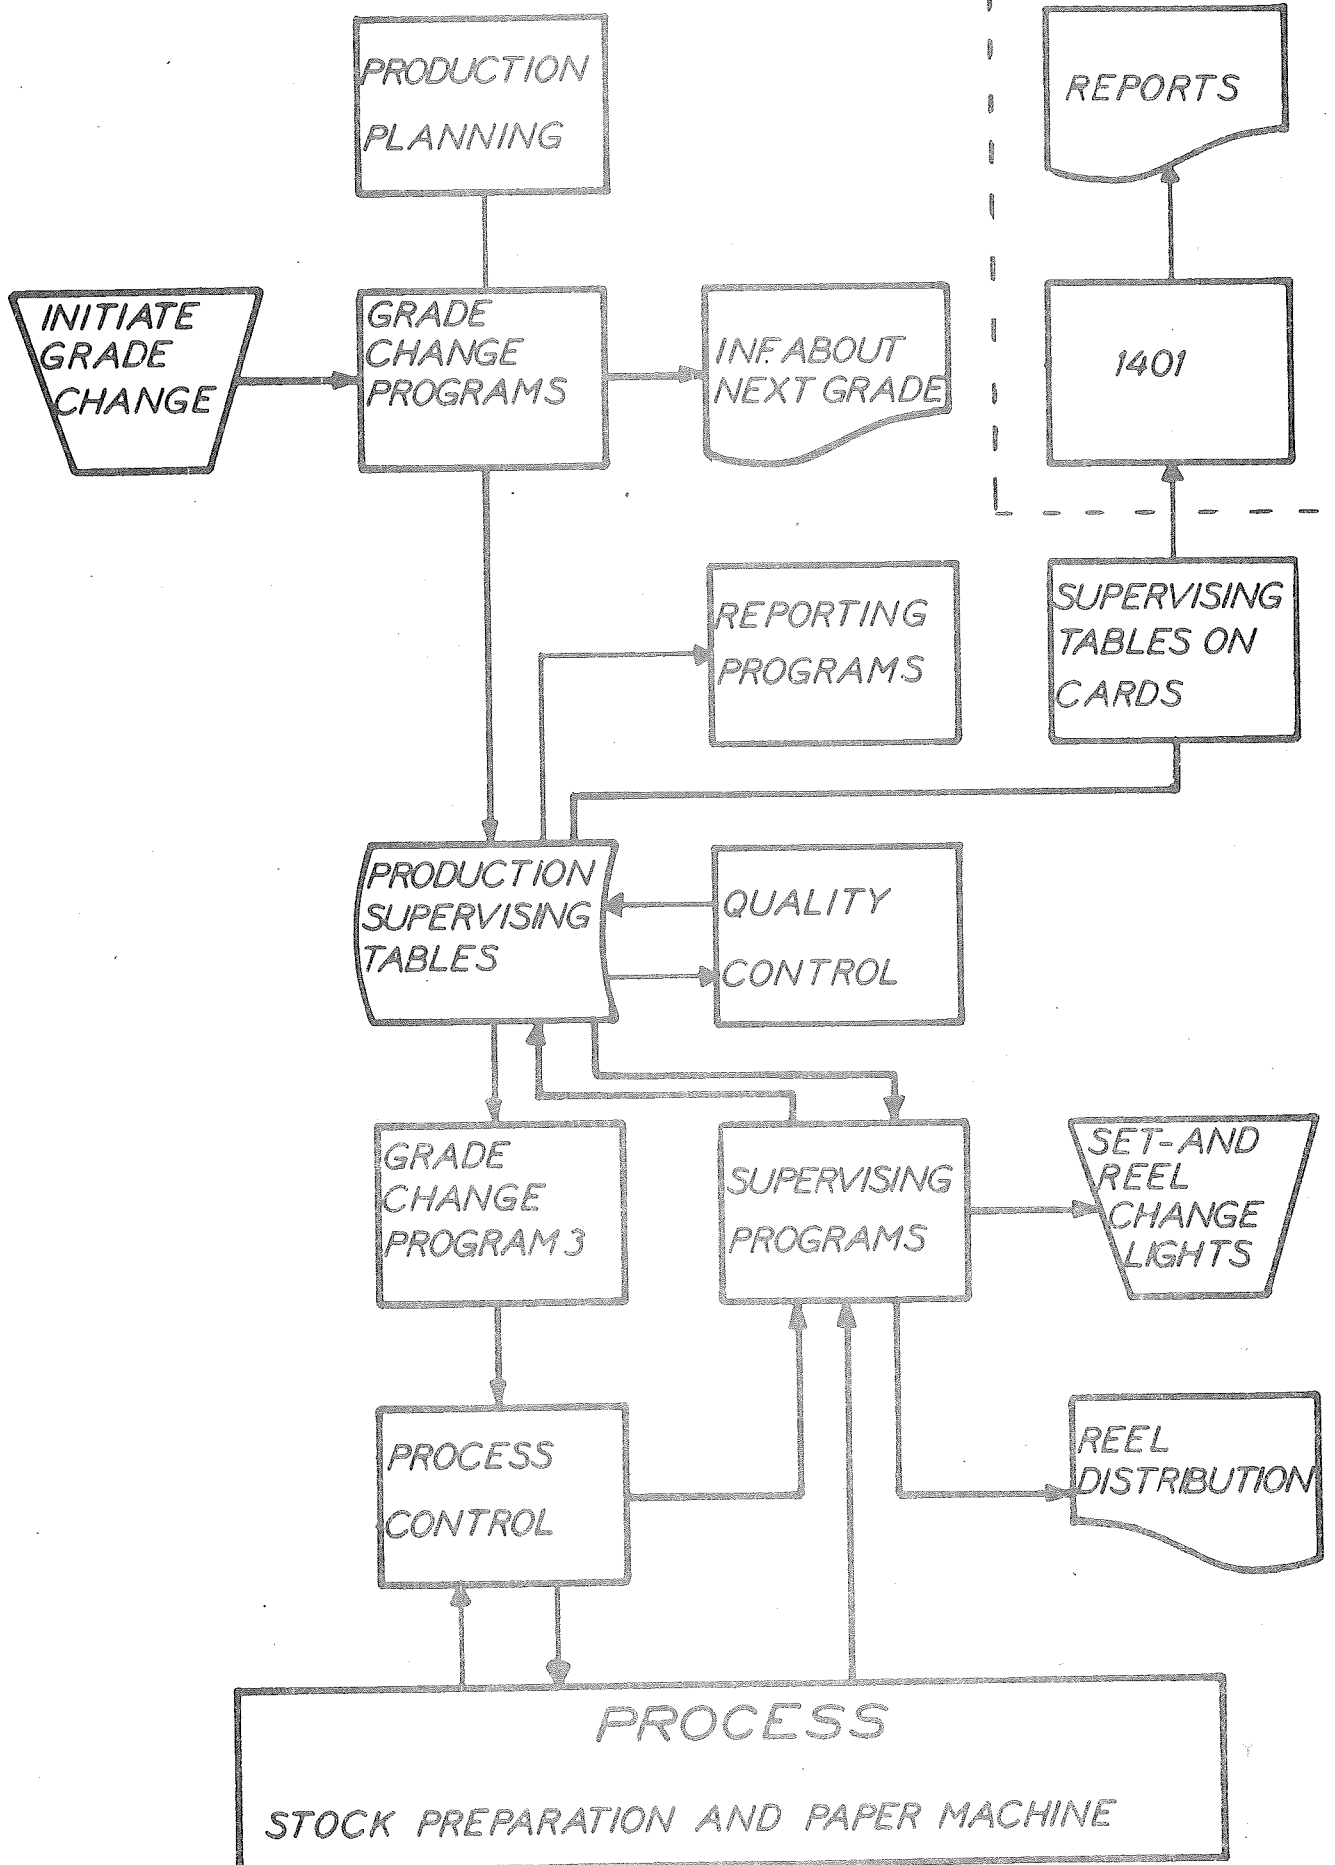 PRODUCTION
PLANNING
REPORTS
INITIATE
GRADE
CHANGE
GRADE
CHANGE
PROGRAMS
INF. ABOUT
NEXT GRADE
1401
REPORTING
PROGRAMS
SUPERVISING
TABLES ON
CARDS
PRODUCTION
SUPERVISING
TABLES
QUALITY
CONTROL
GRADE
CHANGE
PROGRAM 3
SUPERVISING
PROGRAMS
SET-AND
REEL
CHANGE
LIGHTS
PROCESS
CONTROL
REEL
DISTRIBUTION
PROCESS
STOCK PREPARATION AND PAPER MACHINE